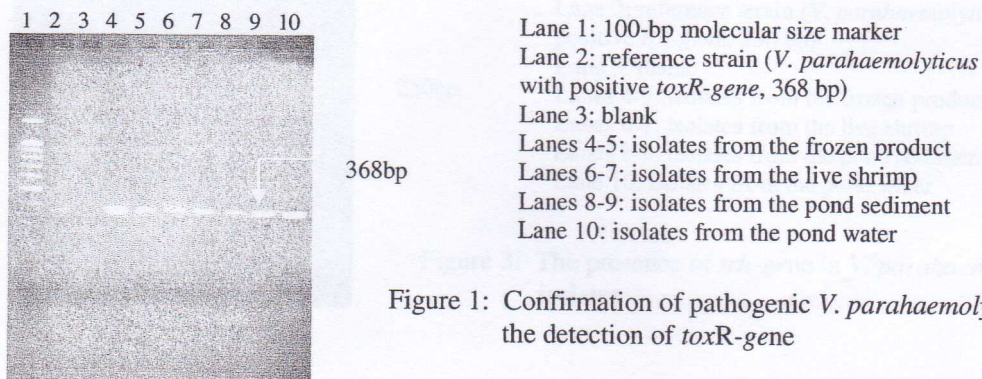 1 2 3 4 5 6 7 8 9 10
368bp
Lane 1: 100-bp molecular size marker
Lane 2: reference strain (V. parahaemolyticus
with positive toxR-gene, 368 bp)
Lane 3: blank
Lanes 4-5: isolates from the frozen product
Lanes 6-7: isolates from the live shrimp
Lanes 8-9: isolates from the pond sediment
Lane 10: isolates from the pond water
Figure 1: Confirmation of pathogenic V. parahaemoly
the detection of toxR-gene